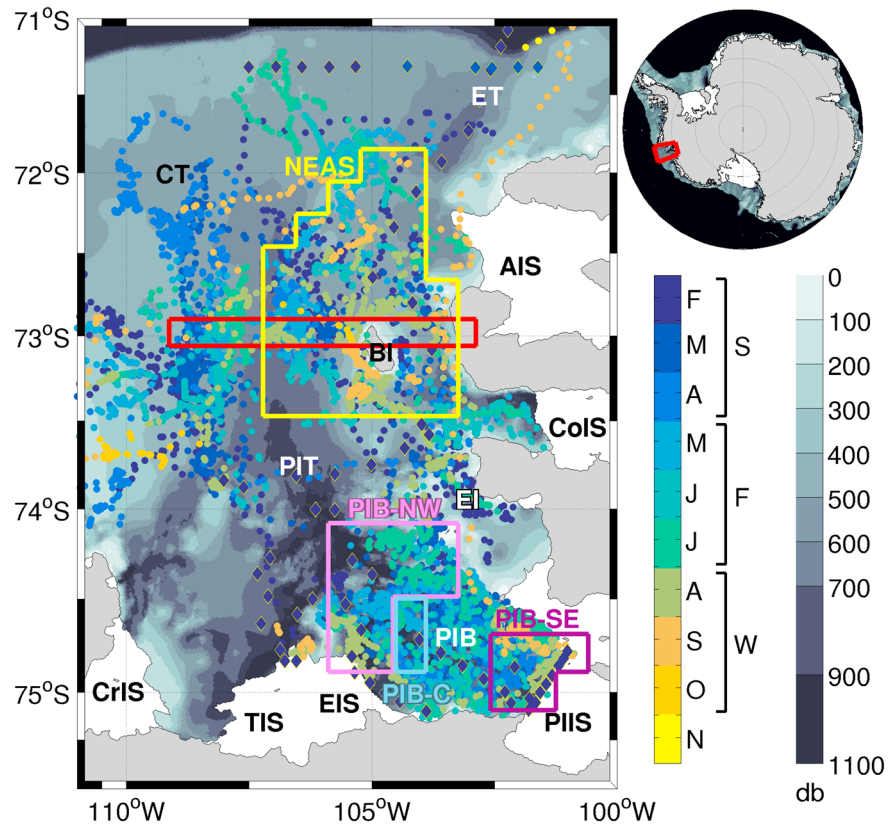 71°S
72°S
73°S
74°S
75°S
110°W
105°W
100°W
ET
NEAS
CT
AIS
BI
ColS
PIT
EI
PIB-NW
PIB-SE
PIB
PIB-C
CrIS
EIS
TIS
PIIS
F
M
A
M
J
J
A
S
O
N
S
F
W
0
100
200
300
400
500
600
700
900
1100
db